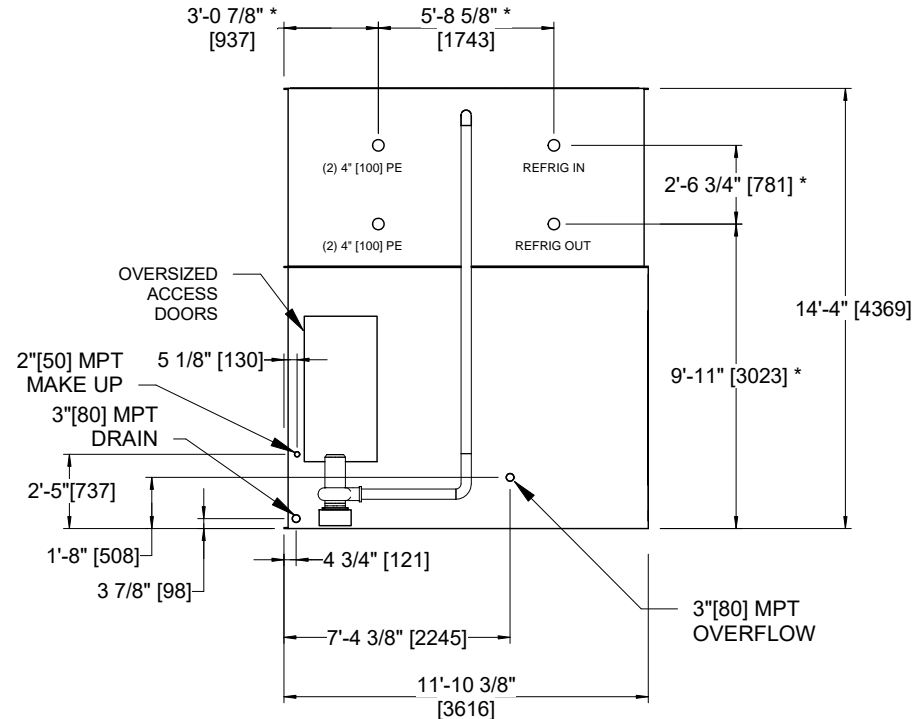 3'-0 7/8" *
[937]
5'-8 5/8" *
[1743]
(2) 4" [100] PE
REFRIG IN
2'-6 3/4" [781] *
(2) 4" [100] PE
REFRIG OUT
OVERSIZED
ACCESS
DOORS
14'-4" [4369]
2"[50] MPT
MAKE UP
5 1/8" [130]
9'-11" [3023] *
3"[80] MPT
DRAIN
2'-5"[737]
1'-8" [508]
4 3/4" [121]
3 7/8" [98]
3"[80] MPT
OVERFLOW
7'-4 3/8" [2245]
11'-10 3/8"
[3616]